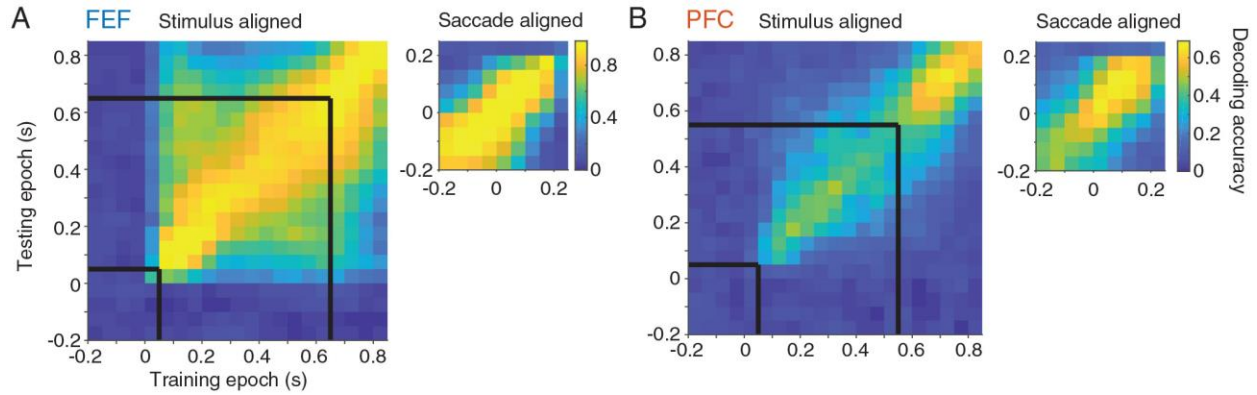 A FEF Stimulus aligned Saccade aligned B PFC Stimulus aligned Saccade aligned
0.8 0.2 0.8 0.8 0.2 0.6
0.6 0 0.4 0.6 0 0.4
0.4 -0.2 0 0.4 -0.2 0.2 0
-0.2 0 0.2 -0.2 0 0.2
0.2 0.2
0 0
-0.2 -0.2
-0.2 0 0.2 0.4 0.6 0.8 -0.2 0 0.2 0.4 0.6 0.8
Testing epoch (s)
Training epoch (s)
Decoding accuracy